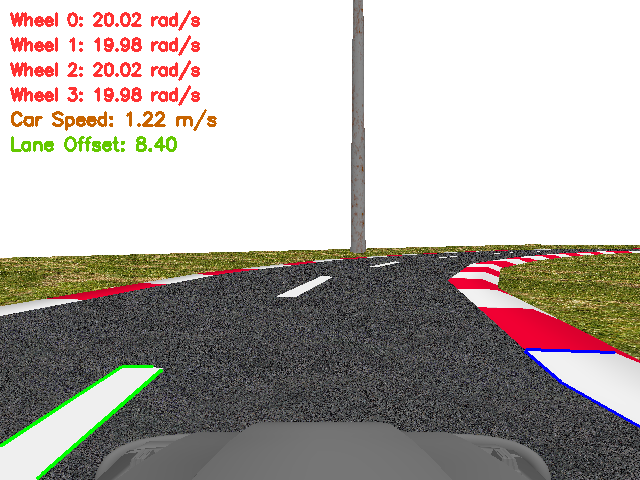 Wheel 0: 20.02 rad/s
Wheel 1: 19.98 rad/s
Wheel 2: 20.02 rad/s
Wheel 3: 19.98 rad/s
Car Speed: 1.22 m/s
Lane Offset: 8.40